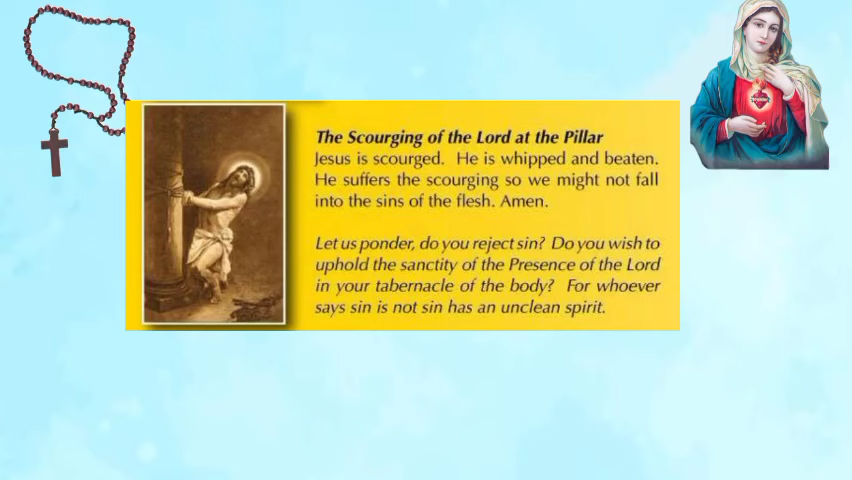 The Scourging of the Lord at the Pillar
Jesus is scourged. He is whipped and beaten.
He suffers the scourging so we might not fall
into the sins of the flesh. Amen.
Let us ponder, do you reject sin? Do you wish to
uphold the sanctity of the Presence of the Lord
in your tabernacle of the body? For whoever
says sin is not sin has an unclean spirit.